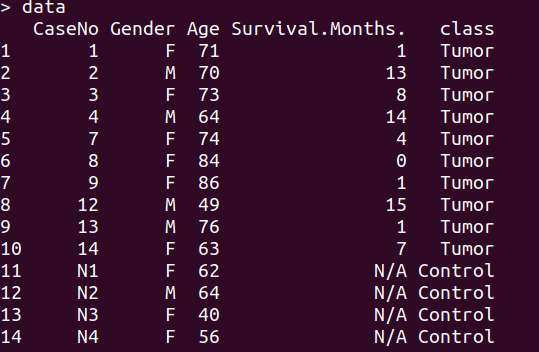 > data
   CaseNo Gender Age Survival.Months.   class
1       1      F  71                1   Tumor
2       2      M  70               13   Tumor
3       3      F  73                8   Tumor
4       4      M  64               14   Tumor
5       7      F  74                4   Tumor
6       8      F  84                0   Tumor
7       9      F  86                1   Tumor
8      12      M  49               15   Tumor
9      13      M  76                1   Tumor
10     14      F  63                7   Tumor
11     N1      F  62              N/A Control
12     N2      M  64              N/A Control
13     N3      F  40              N/A Control
14     N4      F  56              N/A Control